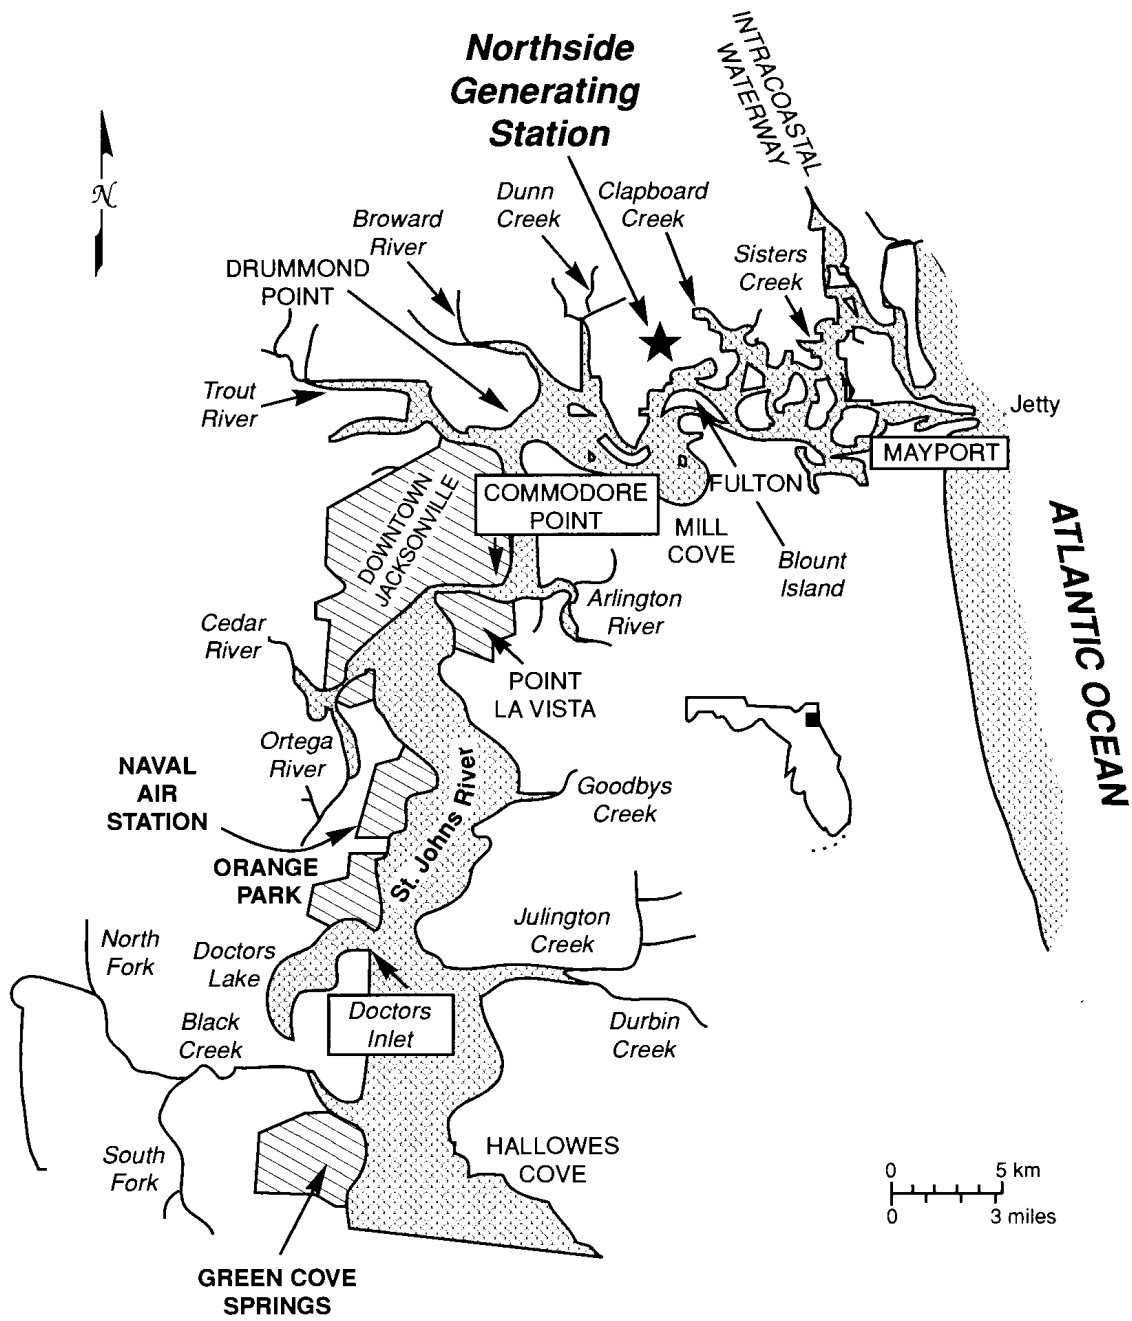 Northside
Generating
Station
INTRACOASTAL
WATERWAY
N
Dunn
Creek
Clapboard
Creek
Broward
River
Sisters
Creek
DRUMMOND
POINT
Trout
River
Jetty
MAYPORT
DOWNTOWN
JACKSONVILLE
COMMODORE
POINT
FULTON
MILL
COVE
Blount
Island
ATLANTIC OCEAN
Arlington
River
Cedar
River
POINT
LA VISTA
Ortega
River
NAVAL
AIR
STATION
St. Johns River
Goodbys
Creek
ORANGE
PARK
Julington
Creek
North
Fork
Doctors
Lake
Doctors
Inlet
Black
Creek
Durbin
Creek
South
Fork
HALLOWES
COVE
0 5 km
0 3 miles
GREEN COVE
SPRINGS